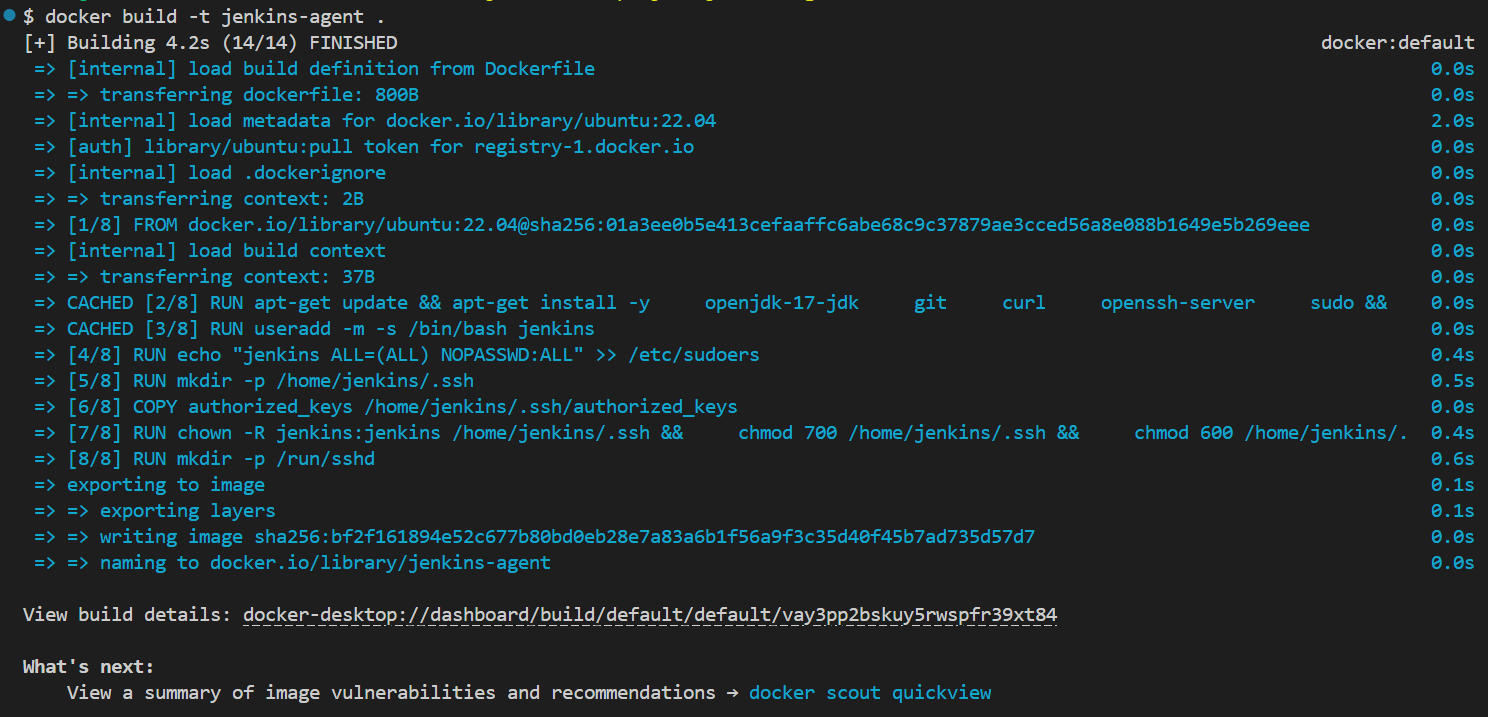 $ docker build -t jenkins-agent .
[+] Building 4.2s (14/14) FINISHED docker:default
=> [internal] load build definition from Dockerfile 0.0s
=> => transferring dockerfile: 800B 0.0s
=> [internal] load metadata for docker.io/library/ubuntu:22.04 2.0s
=> [auth] library/ubuntu:pull token for registry-1.docker.io 0.0s
=> [internal] load .dockerignore 0.0s
=> => transferring context: 2B 0.0s
=> [1/8] FROM docker.io/library/ubuntu:22.04@sha256:01a3ee0b5e413cefaaffc6abe68c9c37879ae3cced56a8e088b1649e5b269eee 0.0s
=> [internal] load build context 0.0s
=> => transferring context: 37B 0.0s
=> CACHED [2/8] RUN apt-get update && apt-get install -y     openjdk-17-jdk     git     curl     openssh-server     sudo && 0.0s
=> CACHED [3/8] RUN useradd -m -s /bin/bash jenkins 0.0s
=> [4/8] RUN echo "jenkins ALL=(ALL) NOPASSWD:ALL" >> /etc/sudoers 0.4s
=> [5/8] RUN mkdir -p /home/jenkins/.ssh 0.5s
=> [6/8] COPY authorized_keys /home/jenkins/.ssh/authorized_keys 0.0s
=> [7/8] RUN chown -R jenkins:jenkins /home/jenkins/.ssh &&     chmod 700 /home/jenkins/.ssh &&     chmod 600 /home/jenkins/. 0.4s
=> [8/8] RUN mkdir -p /run/sshd 0.6s
=> exporting to image 0.1s
=> => exporting layers 0.1s
=> => writing image sha256:bf2f161894e52c677b80bd0eb28e7a83a6b1f56a9f3c35d40f45b7ad735d57d7 0.0s
=> => naming to docker.io/library/jenkins-agent 0.0s
View build details: docker-desktop://dashboard/build/default/default/vay3pp2bskuy5rwspfr39xt84
What's next:
View a summary of image vulnerabilities and recommendations → docker scout quickview